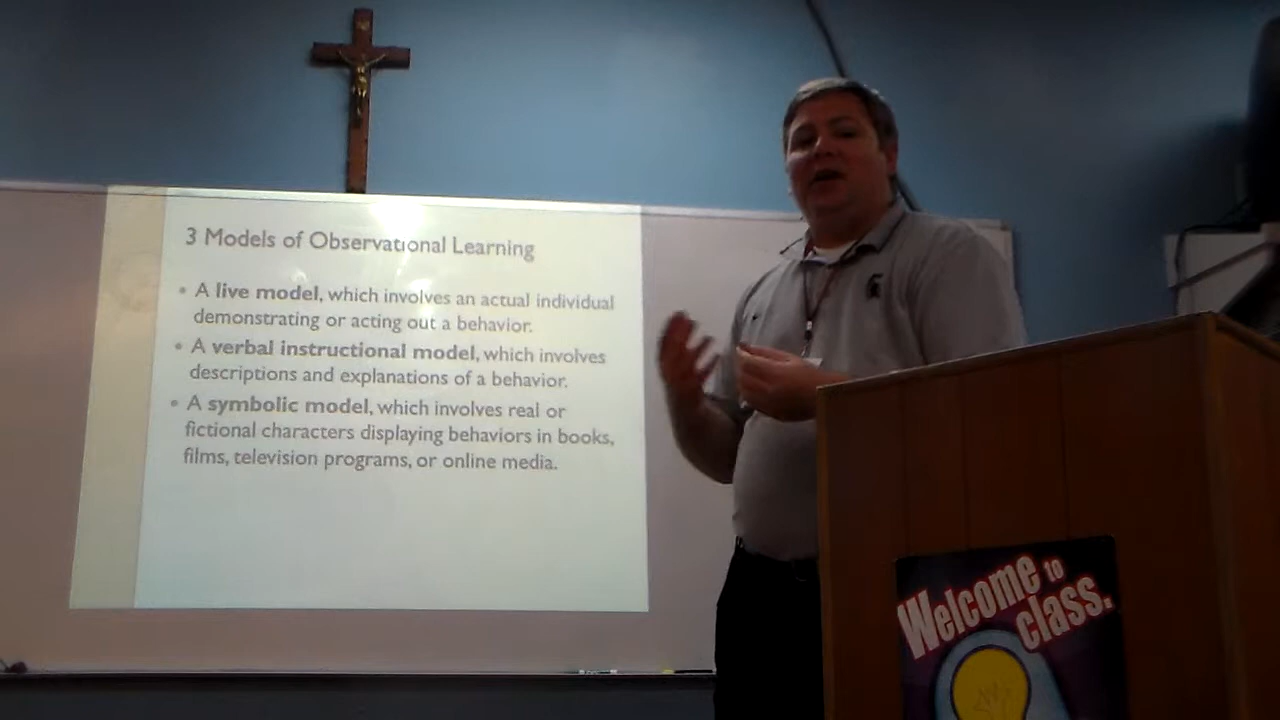 3 Models of Observational Learning
• A live model, which involves an actual individual
demonstrating or acting out a behavior.
• A verbal instructional model, which involves
descriptions and explanations of a behavior.
• A symbolic model, which involves real or
fictional characters displaying behaviors in books,
films, television programs, or online media.
Welcome to
class.